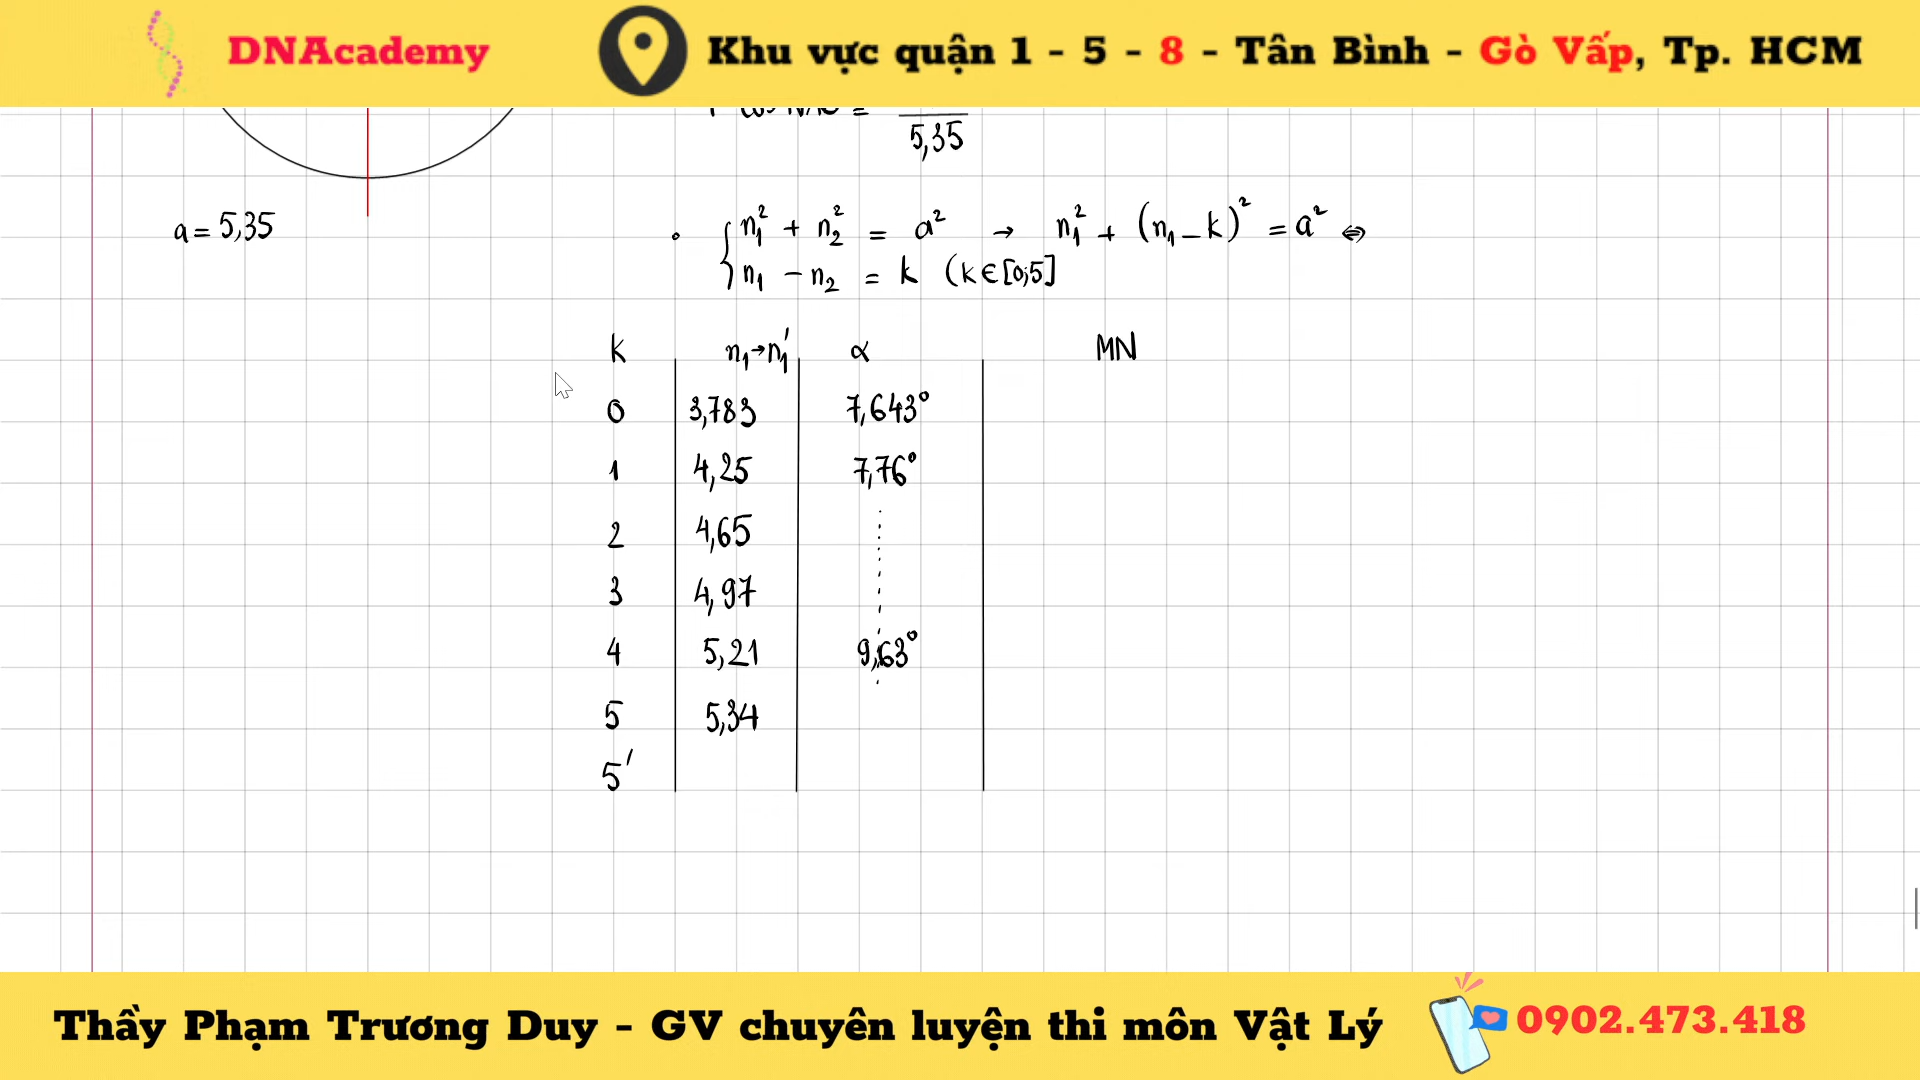 DNAcademy
Khu vực quận 1 - 5 - 8 - Tân Bình - Gò Vấp, Tp. HCM
5,35
a = 5,35
• { n₁² + n₂² = a² → n₁² + (n₁ - k)² = a² ⇔
n₁ - n₂ = k (k ∈ [0;5]
k n₁→n₁' α MN
0 3,783 7,643°
1 4,25 7,76°
2 4,65
3 4,97
4 5,21 9,63°
5 5,34
5'
Thầy Phạm Trương Duy - GV chuyên luyện thi môn Vật Lý
0902.473.418